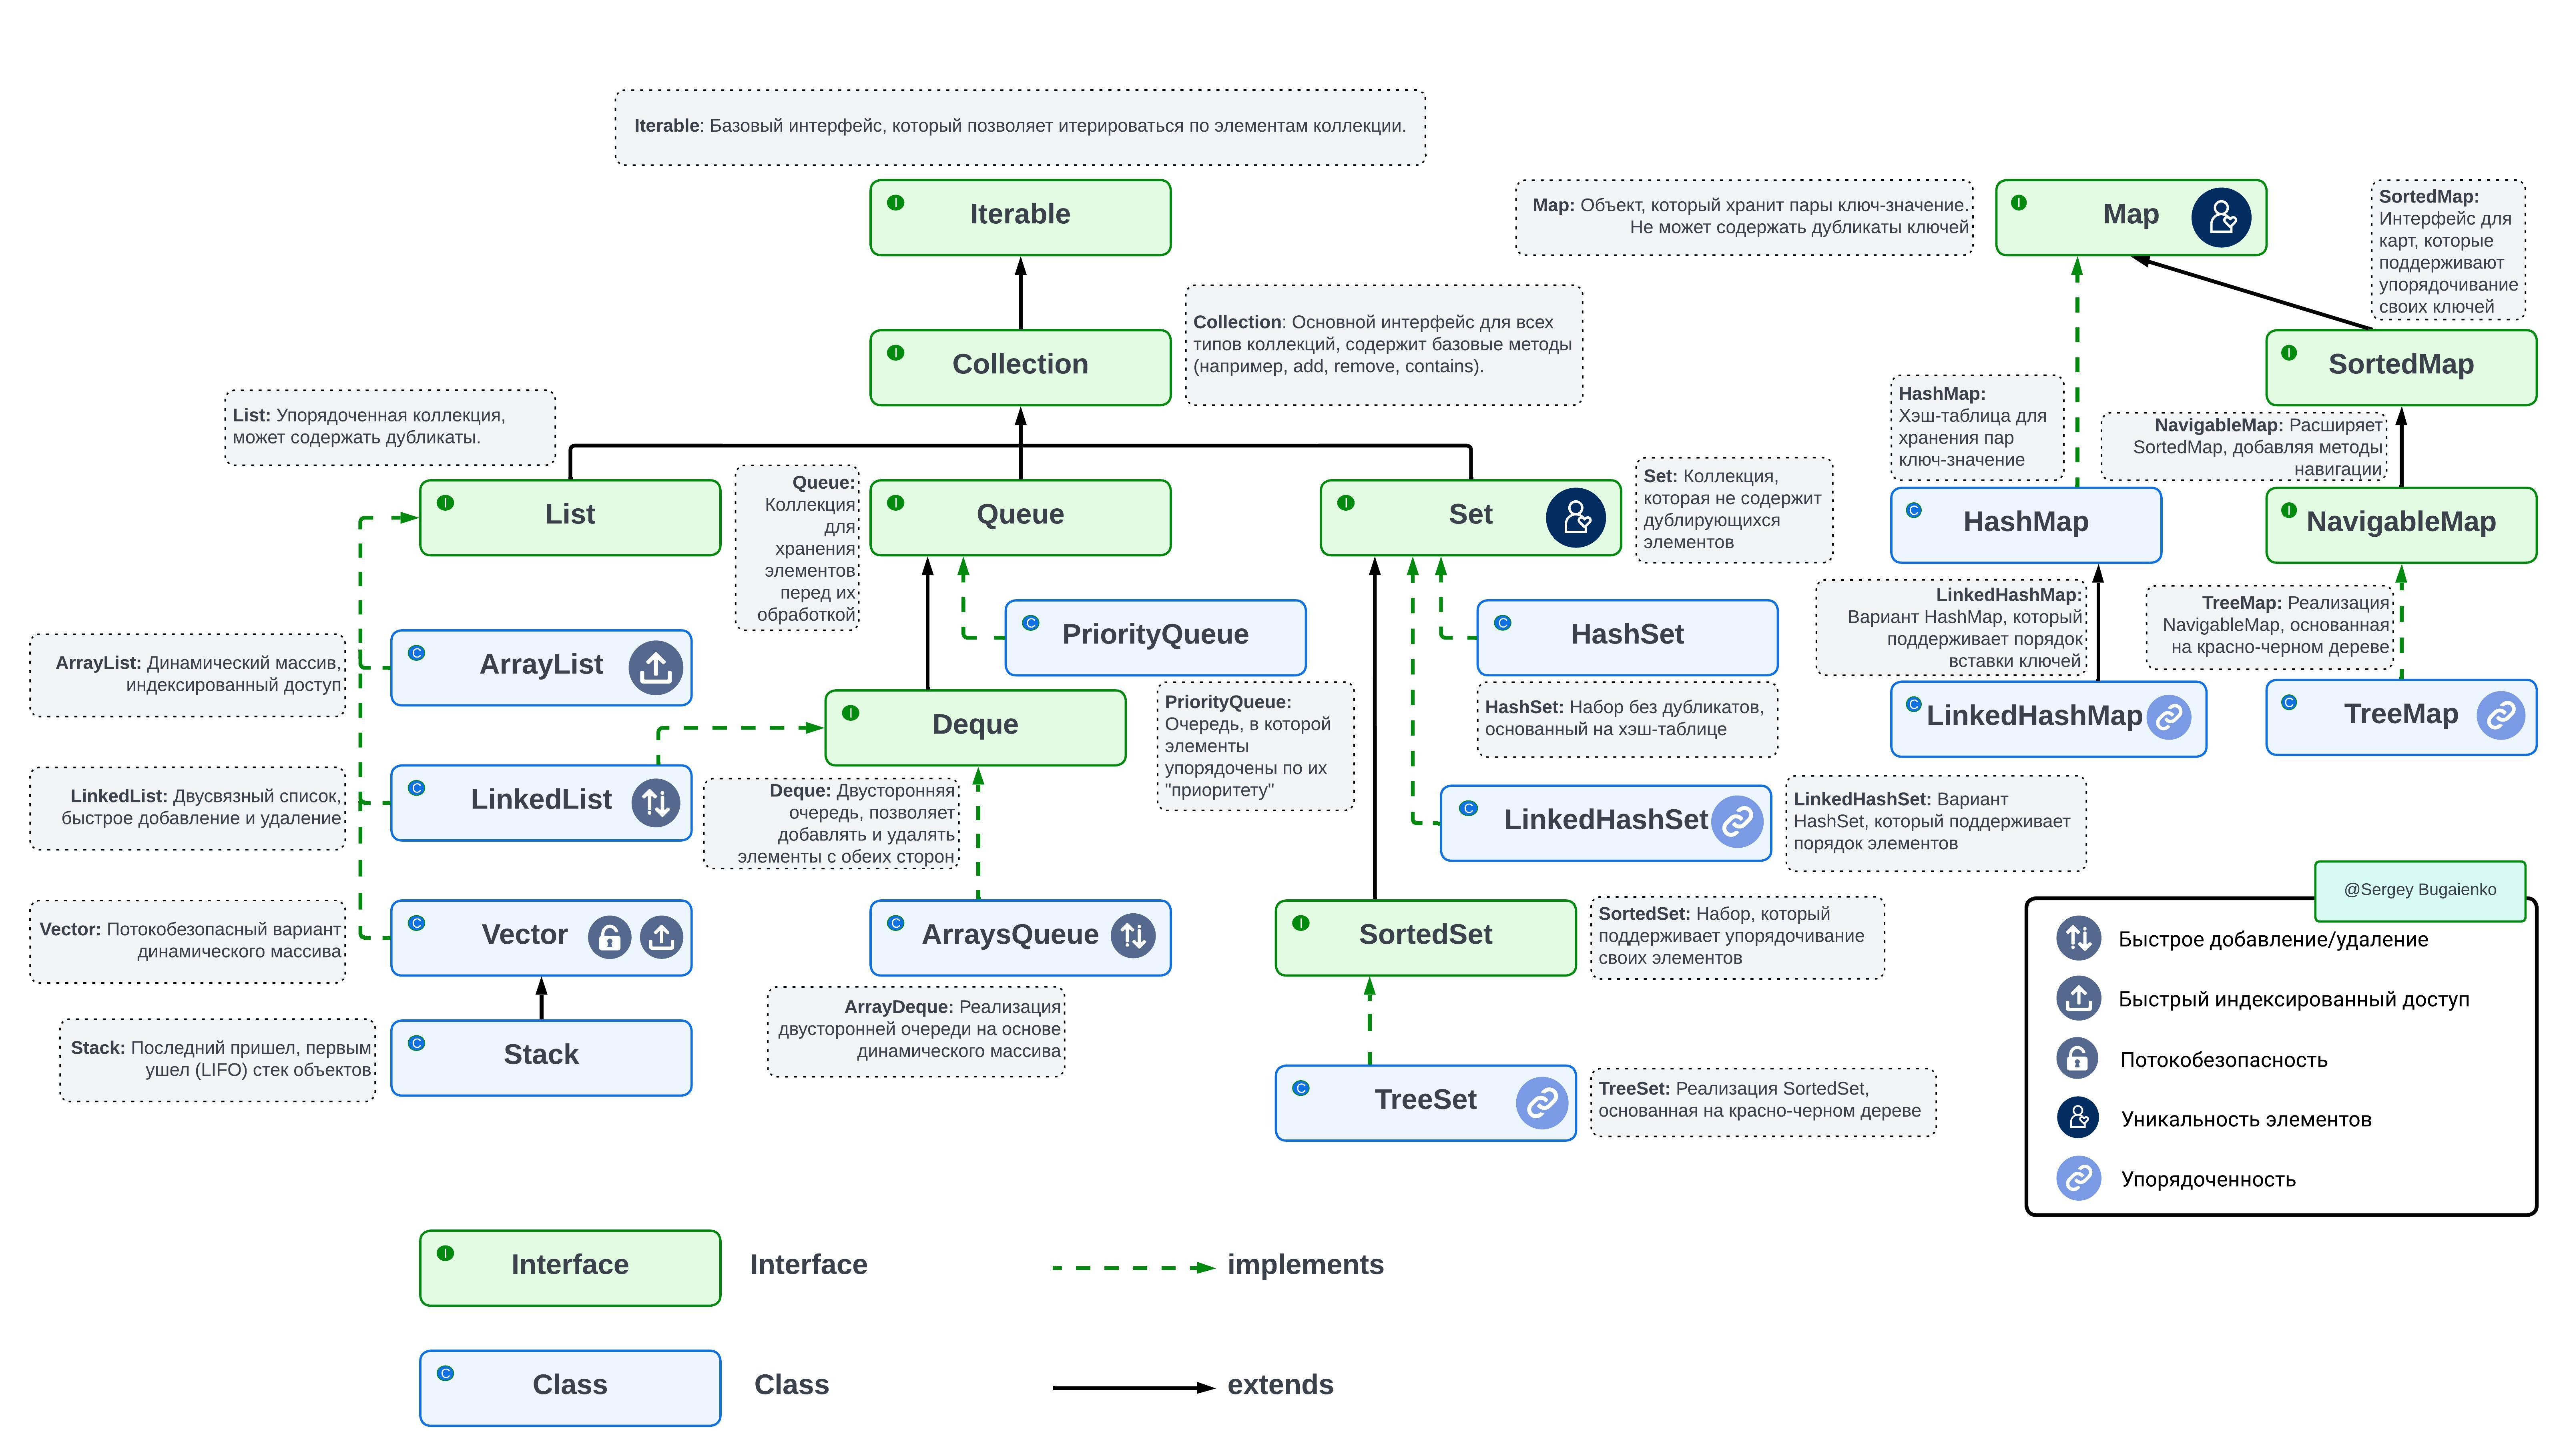 Iterable: Базовый интерфейс, который позволяет итерироваться по элементам коллекции.
I
Iterable
Map: Объект, который хранит пары ключ-значение.
Не может содержать дубликаты ключей
I
Map
SortedMap:
Интерфейс для
карт, которые
поддерживают
упорядочивание
своих ключей
I
Collection
Collection: Основной интерфейс для всех
типов коллекций, содержит базовые методы
(например, add, remove, contains).
I
SortedMap
List: Упорядоченная коллекция,
может содержать дубликаты.
HashMap:
Хэш-таблица для
хранения пар
ключ-значение
NavigableMap: Расширяет
SortedMap, добавляя методы
навигации
I
List
Queue:
Коллекция
для
хранения
элементов
перед их
обработкой
I
Queue
I
Set
Set: Коллекция,
которая не содержит
дублирующихся
элементов
C
HashMap
I
NavigableMap
ArrayList: Динамический массив,
индексированный доступ
C
ArrayList
C
PriorityQueue
C
HashSet
LinkedHashMap:
Вариант HashMap, который
поддерживает порядок
вставки ключей
TreeMap: Реализация
NavigableMap, основанная
на красно-черном дереве
I
Deque
PriorityQueue:
Очередь, в которой
элементы
упорядочены по их
"приоритету"
HashSet: Набор без дубликатов,
основанный на хэш-таблице
C
LinkedHashMap
C
TreeMap
LinkedList: Двусвязный список,
быстрое добавление и удаление
C
LinkedList
Deque: Двусторонняя
очередь, позволяет
добавлять и удалять
элементы с обеих сторон
C
LinkedHashSet
LinkedHashSet: Вариант
HashSet, который поддерживает
порядок элементов
Vector: Потокобезопасный вариант
динамического массива
C
Vector
C
ArraysQueue
I
SortedSet
SortedSet: Набор, который
поддерживает упорядочивание
своих элементов
@Sergey Bugaienko
Быстрое добавление/удаление
Быстрый индексированный доступ
Потокобезопасность
Уникальность элементов
Упорядоченность
Stack: Последний пришел, первым
ушел (LIFO) стек объектов
C
Stack
ArrayDeque: Реализация
двусторонней очереди на основе
динамического массива
C
TreeSet
TreeSet: Реализация SortedSet,
основанная на красно-черном дереве
I
Interface
Interface
implements
C
Class
Class
extends